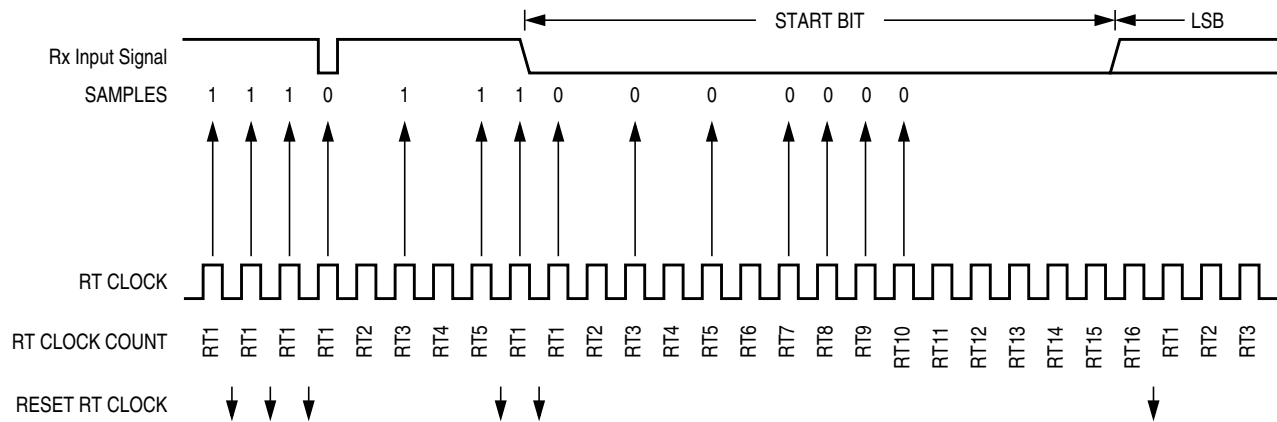 START BIT LSB
Rx Input Signal
SAMPLES 1 1 1 0 1 1 1 0 0 0 0 0 0 0
RT CLOCK
RT CLOCK COUNT RT1 RT1 RT1 RT1 RT2 RT3 RT4 RT5 RT1 RT1 RT2 RT3 RT4 RT5 RT6 RT7 RT8 RT9 RT10 RT11 RT12 RT13 RT14 RT15 RT16 RT1 RT2 RT3
RESET RT CLOCK